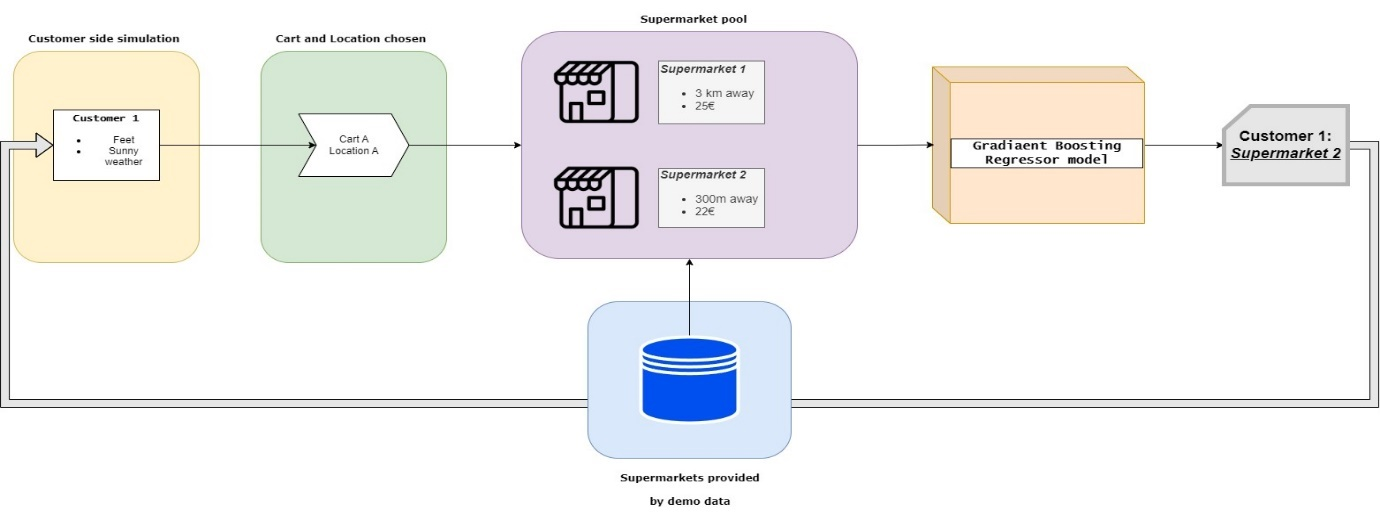 Supermarket pool
Customer side simulation
Cart and Location chosen
Customer 1
• Feet
• Sunny
weather
Cart A
Location A
Supermarket 1
• 3 km away
• 25€
Supermarket 2
• 300m away
• 22€
Gradiaent Boosting
Regressor model
Customer 1:
Supermarket 2
Supermarkets provided
by demo data